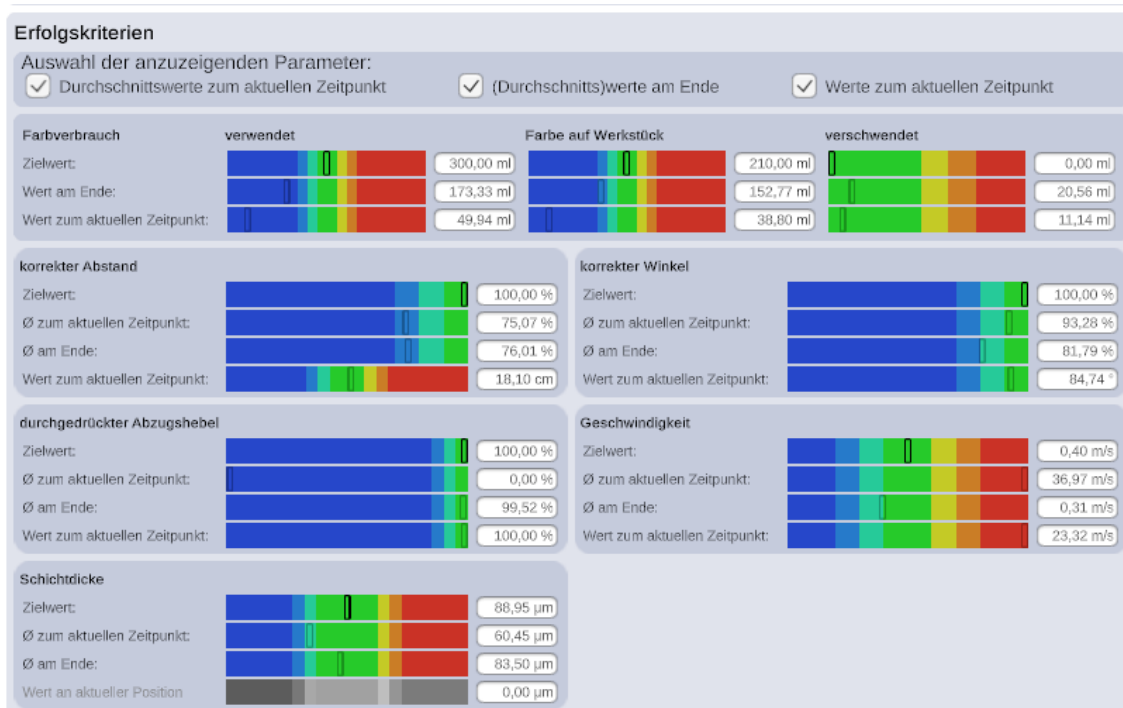 Erfolgskriterien
Auswahl der anzuzeigenden Parameter:
Durchschnittswerte zum aktuellen Zeitpunkt (Durchschnitts)werte am Ende Werte zum aktuellen Zeitpunkt
Farbverbrauch verwendet Farbe auf Werkstück verschwendet
Zielwert: 300,00 ml 210,00 ml 0,00 ml
Wert am Ende: 173,33 ml 152,77 ml 20,56 ml
Wert zum aktuellen Zeitpunkt: 49,94 ml 38,80 ml 11,14 ml
korrekter Abstand
Zielwert: 100,00 %
Ø zum aktuellen Zeitpunkt: 75,07 %
Ø am Ende: 76,01 %
Wert zum aktuellen Zeitpunkt: 18,10 cm
korrekter Winkel
Zielwert: 100,00 %
Ø zum aktuellen Zeitpunkt: 93,28 %
Ø am Ende: 81,79 %
Wert zum aktuellen Zeitpunkt: 84,74 °
durchgedrückter Abzugshebel
Zielwert: 100,00 %
Ø zum aktuellen Zeitpunkt: 0,00 %
Ø am Ende: 99,52 %
Wert zum aktuellen Zeitpunkt: 100,00 %
Geschwindigkeit
Zielwert: 0,40 m/s
Ø zum aktuellen Zeitpunkt: 36,97 m/s
Ø am Ende: 0,31 m/s
Wert zum aktuellen Zeitpunkt: 23,32 m/s
Schichtdicke
Zielwert: 88,95 µm
Ø zum aktuellen Zeitpunkt: 60,45 µm
Ø am Ende: 83,50 µm
Wert an aktueller Position 0,00 µm